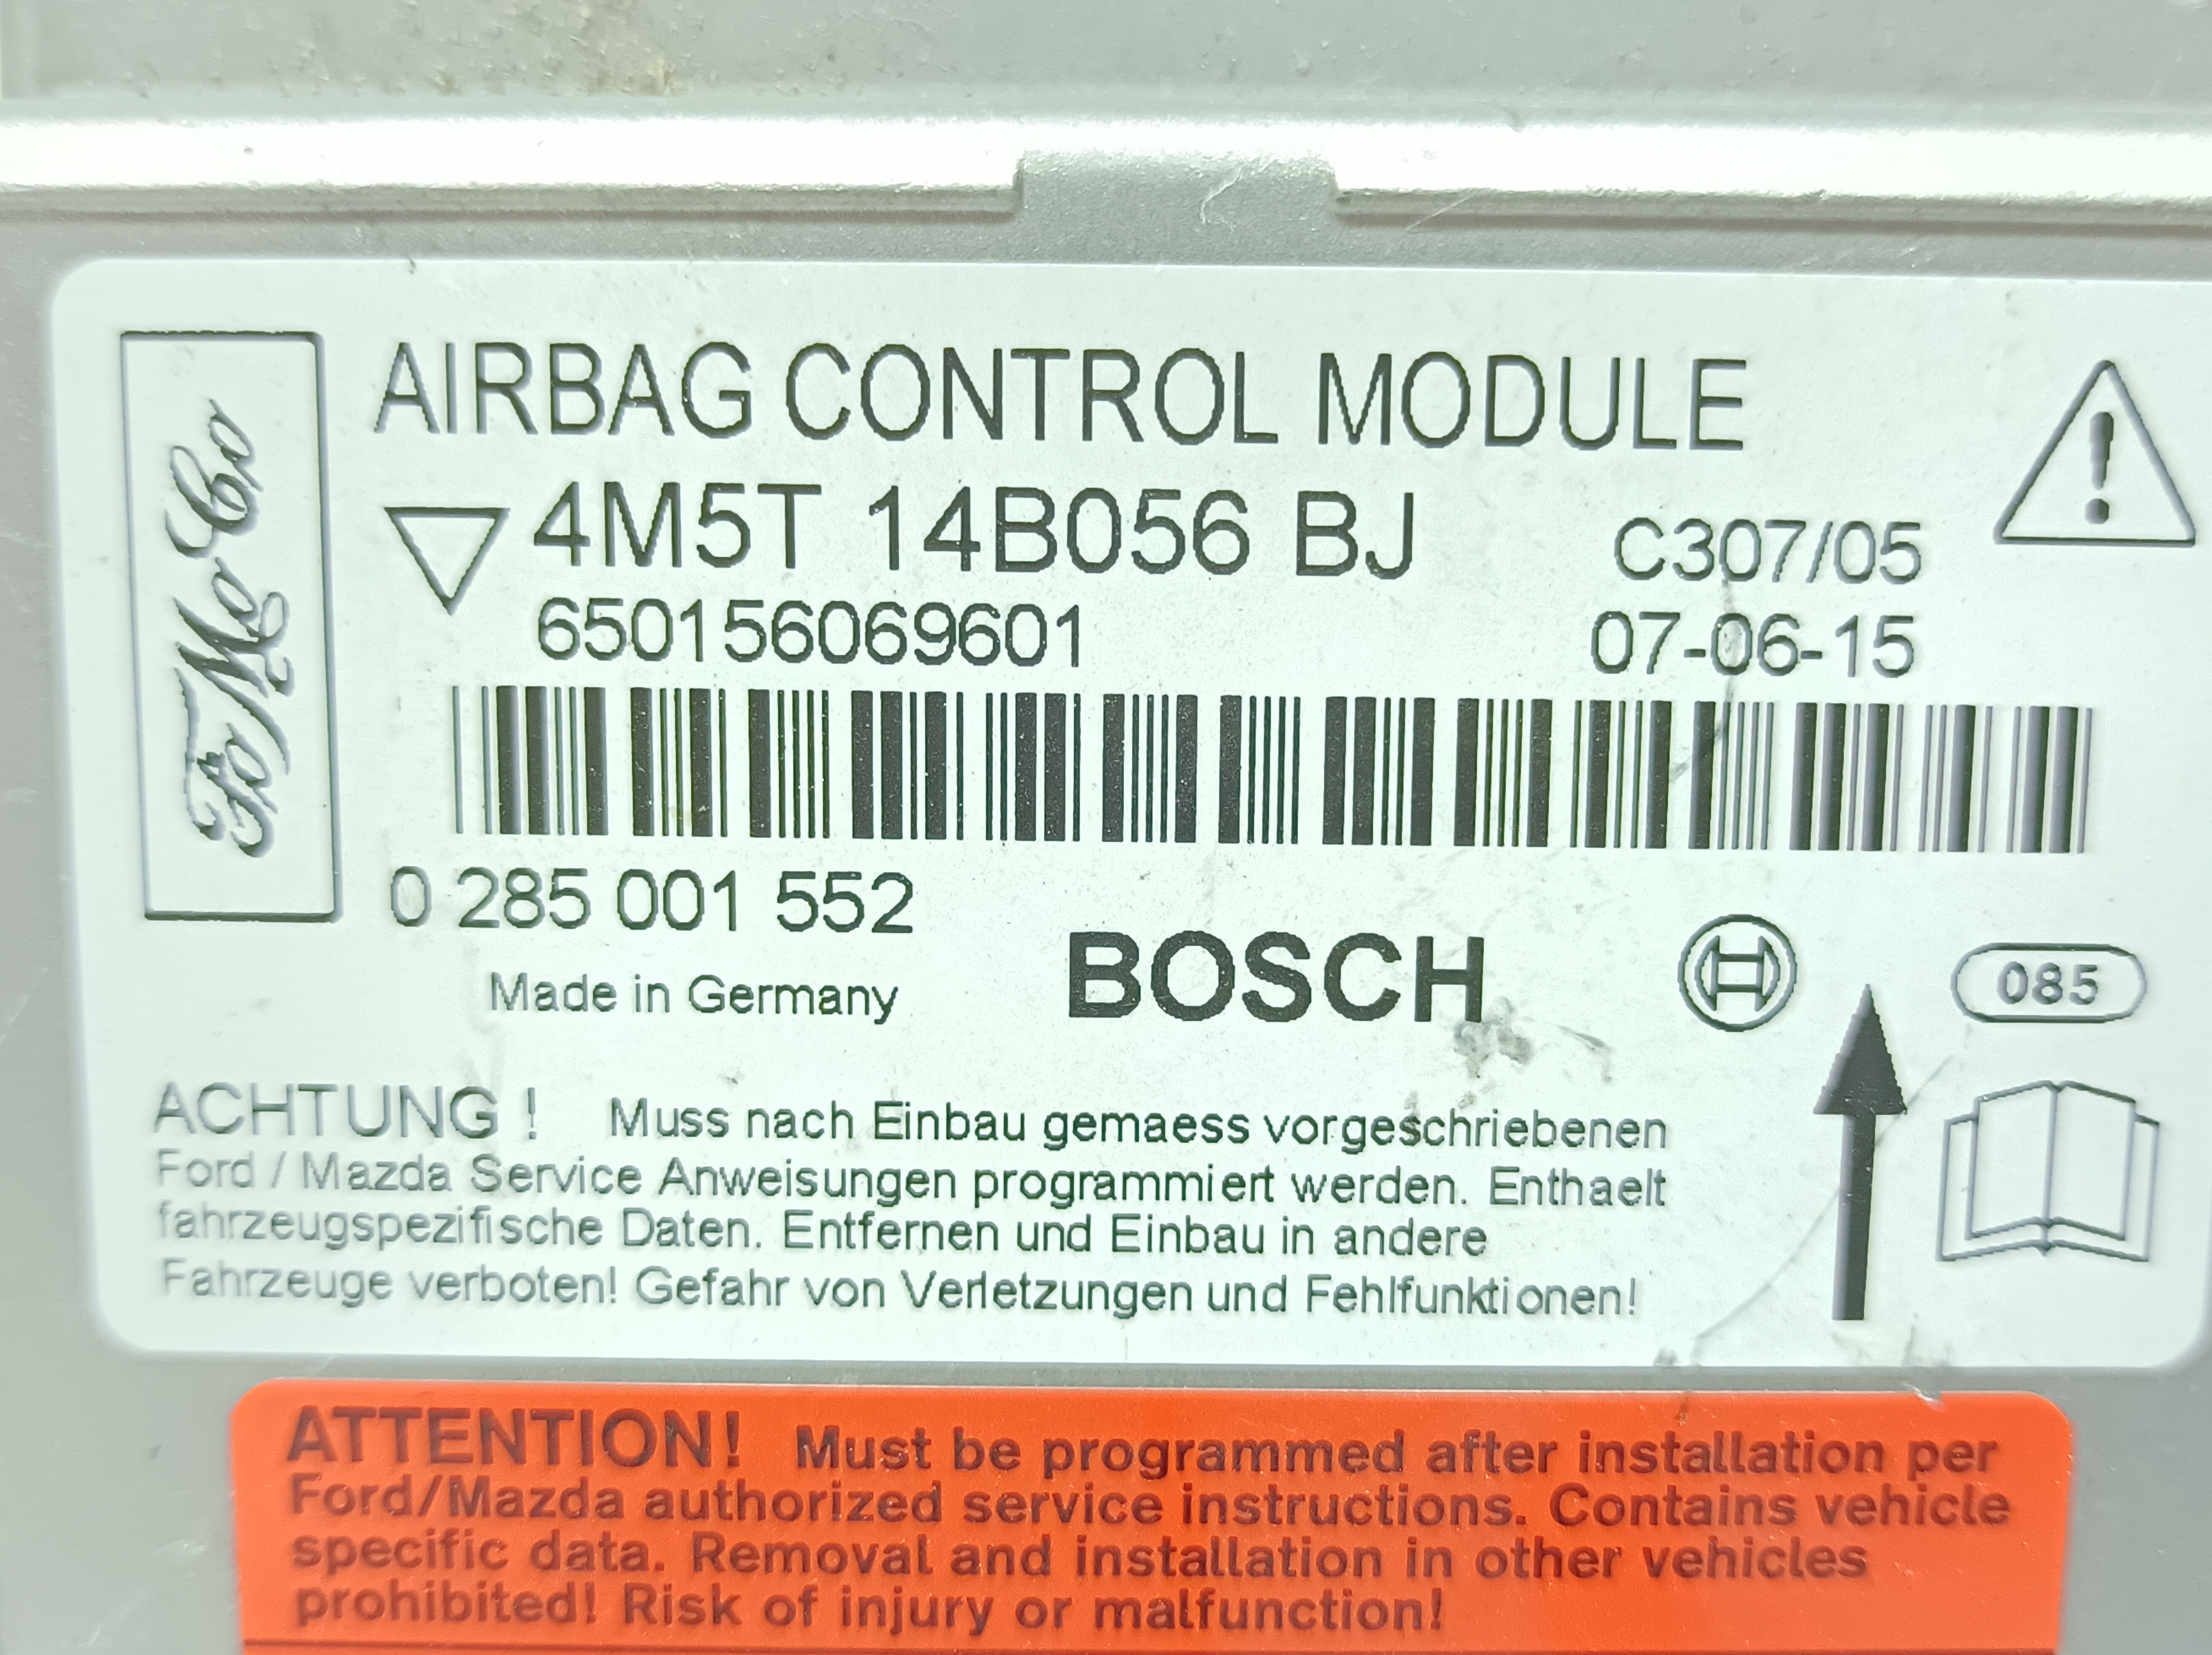 FoMoCo
AIRBAG CONTROL MODULE
4M5T 14B056 BJ
C307/05
650156069601
07-06-15
0 285 001 552
Made in Germany
BOSCH
085
ACHTUNG ! Muss nach Einbau gemaess vorgeschriebenen
Ford / Mazda Service Anweisungen programmiert werden. Enthaelt
fahrzeugspezifische Daten. Entfernen und Einbau in andere
Fahrzeuge verboten! Gefahr von Verletzungen und Fehlfunktionen!
ATTENTION! Must be programmed after installation per
Ford/Mazda authorized service instructions. Contains vehicle
specific data. Removal and installation in other vehicles
prohibited! Risk of injury or malfunction!